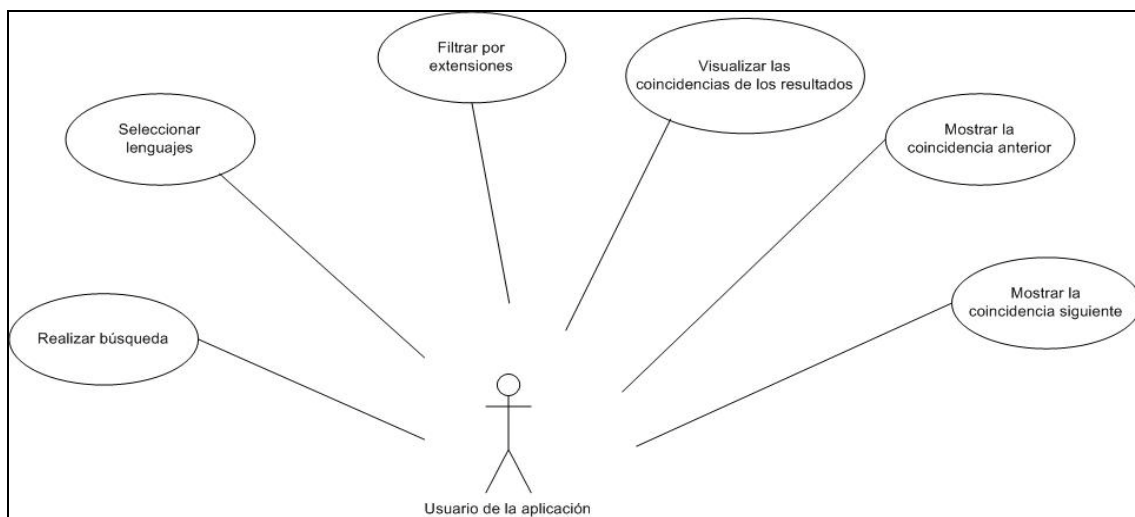 Filtrar por
extensiones
Visualizar las
coincidencias de los resultados
Seleccionar
lenguajes
Mostrar la
coincidencia anterior
Realizar búsqueda
Mostrar la
coincidencia siguiente
Usuario de la aplicación